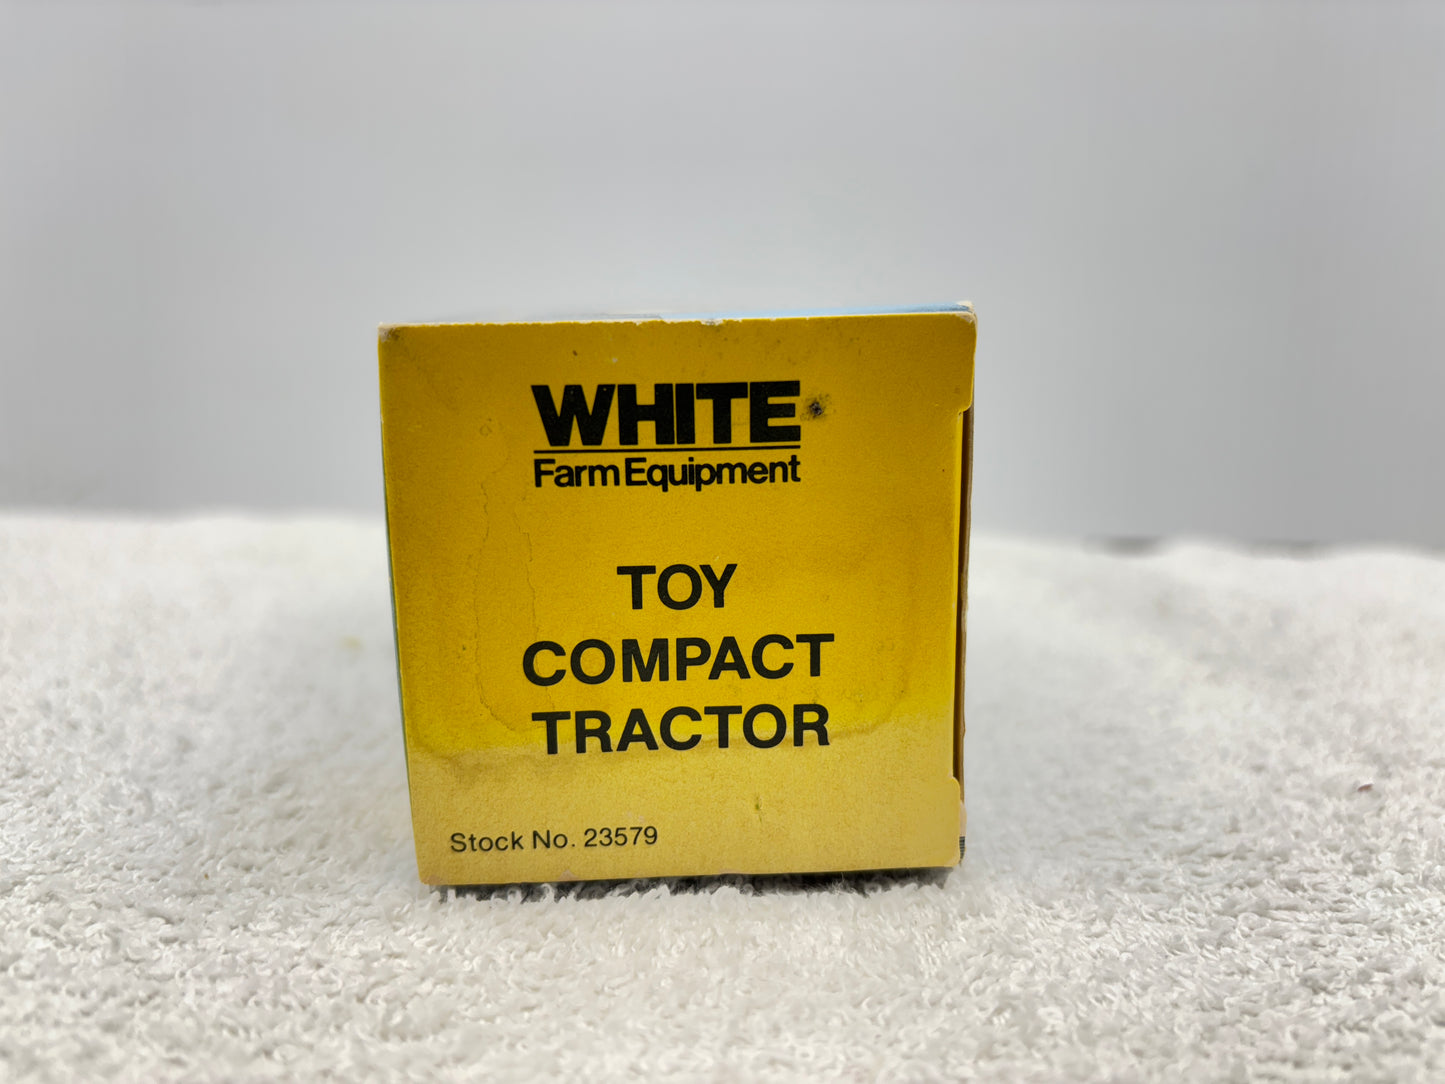 WHITE
Farm Equipment
TOY
COMPACT
TRACTOR
Stock No. 23579